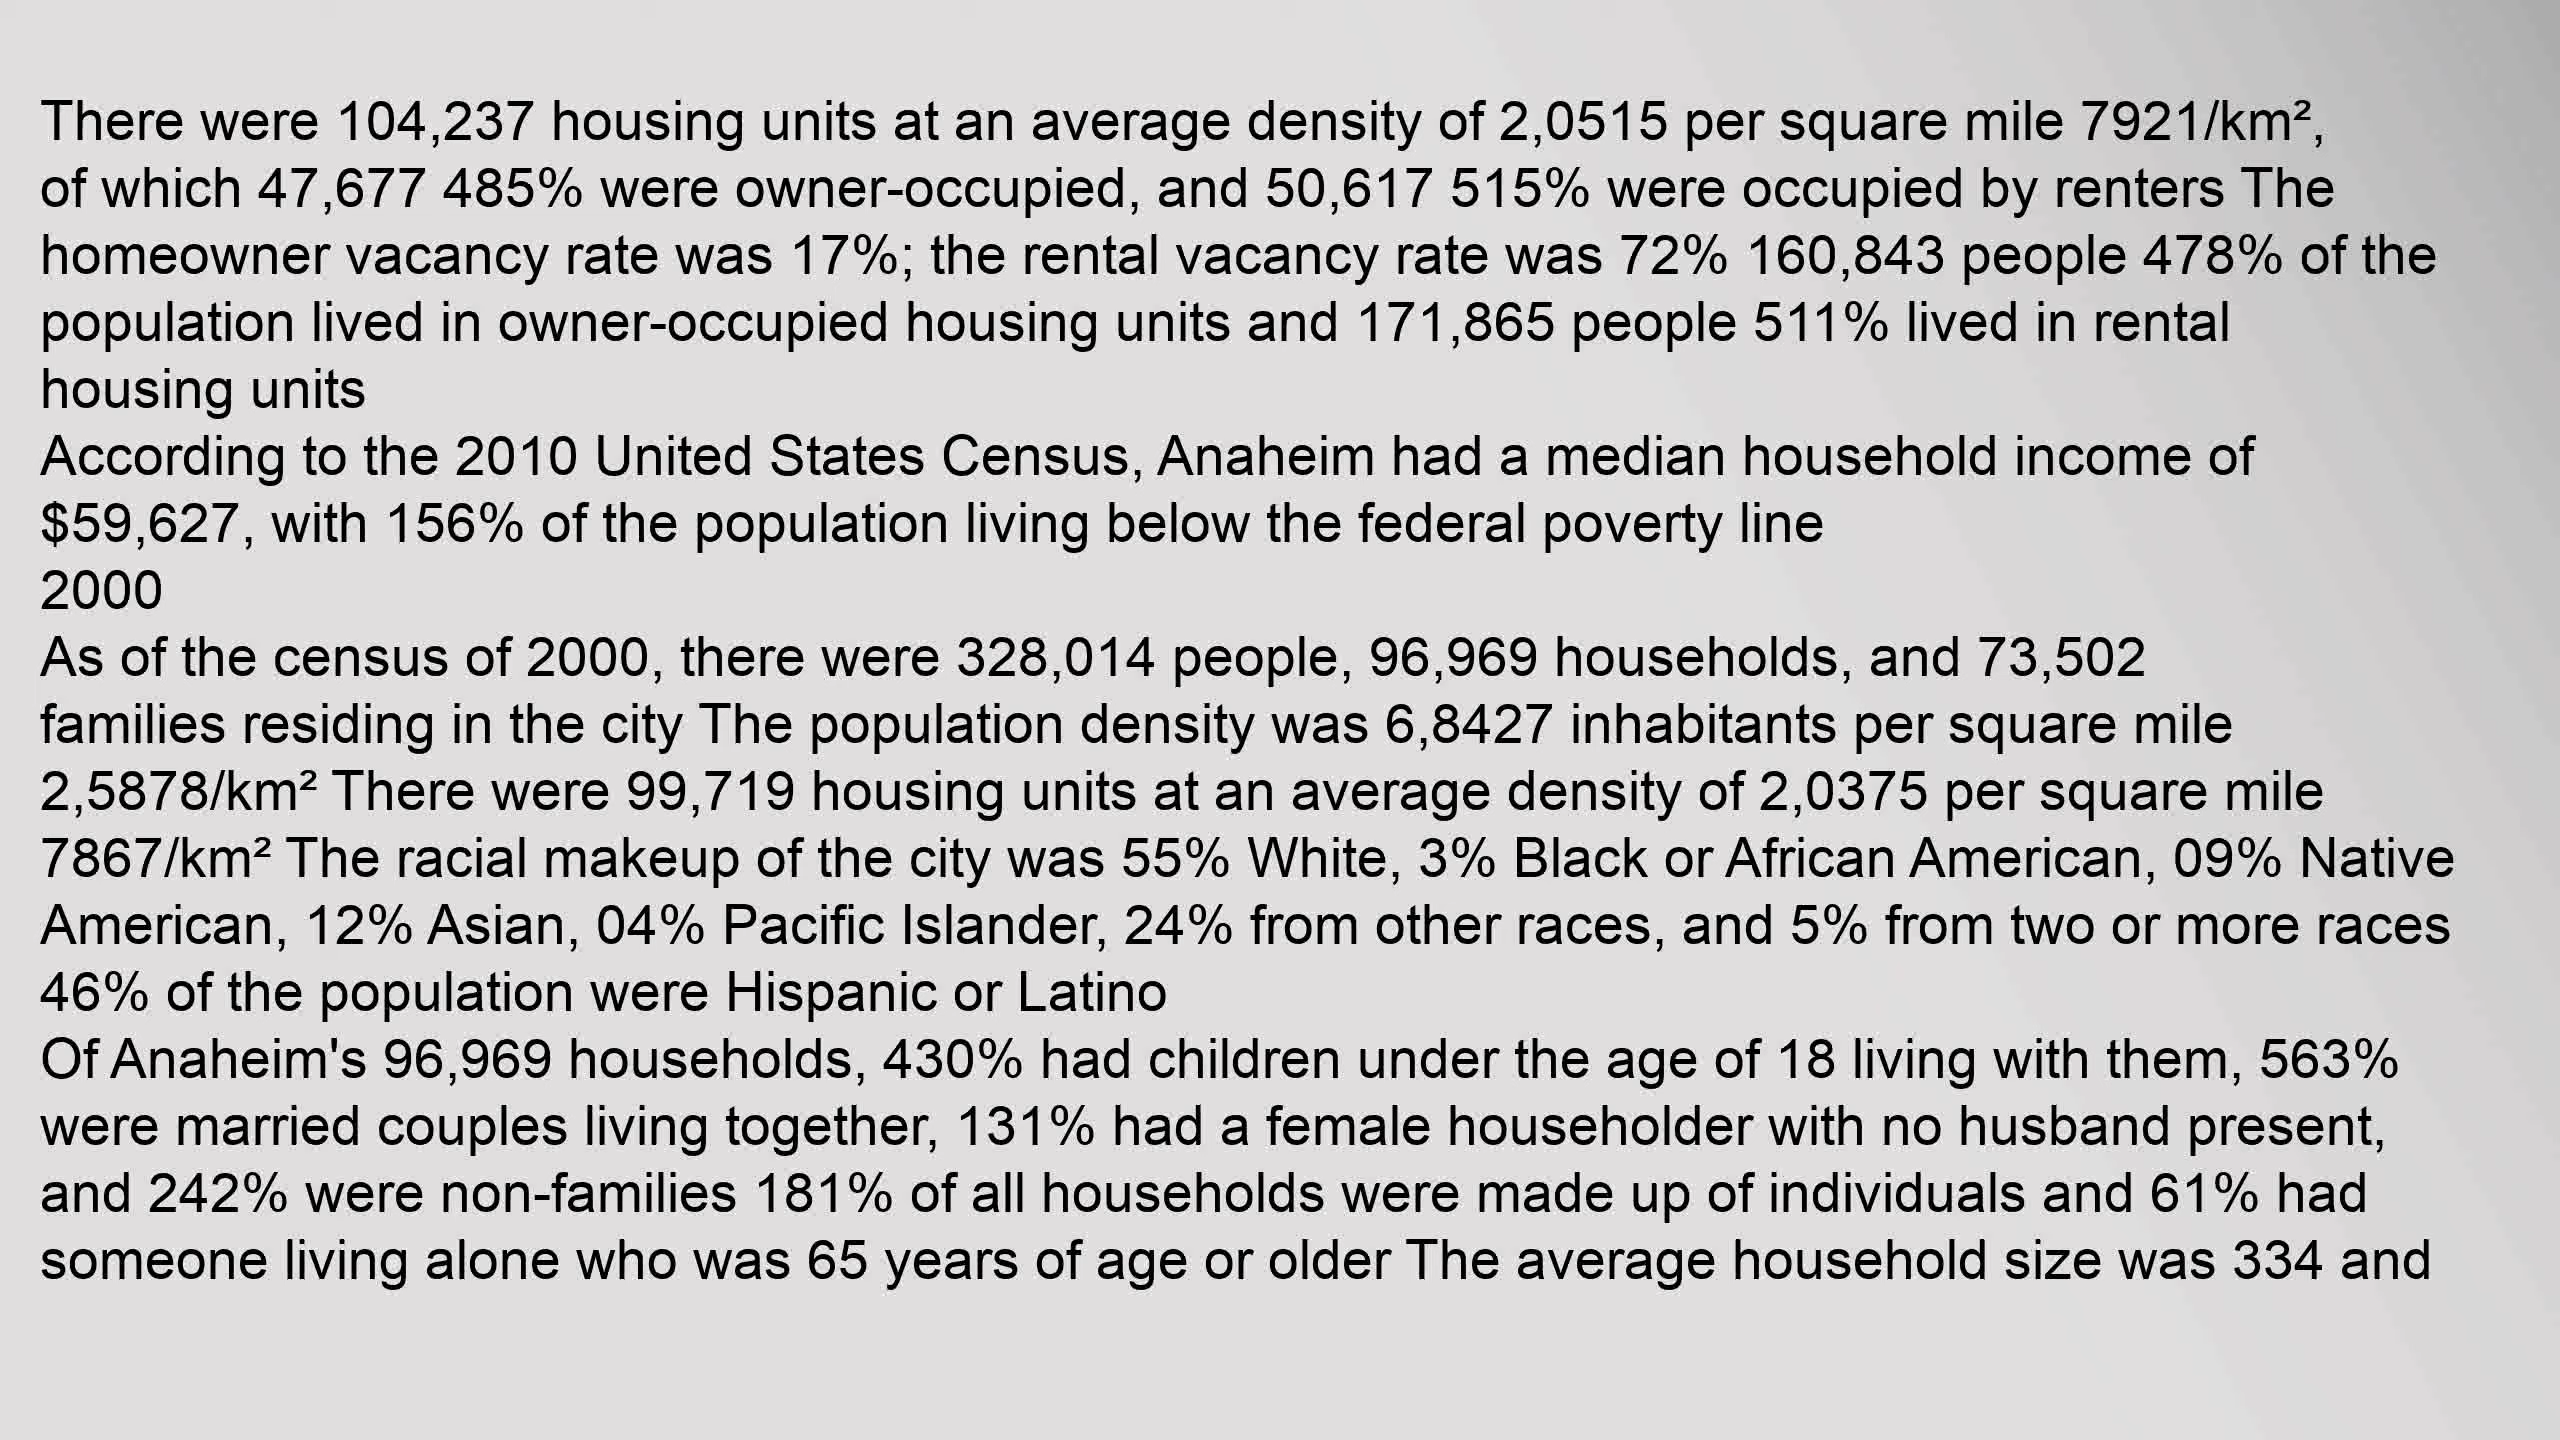 There were 104,237 housing units at an average density of 2,0515 per square mile 7921/km²,
of which 47,677 485% were owner-occupied, and 50,617 515% were occupied by renters The
homeowner vacancy rate was 17%; the rental vacancy rate was 72% 160,843 people 478% of the
population lived in owner-occupied housing units and 171,865 people 511% lived in rental
housing units
According to the 2010 United States Census, Anaheim had a median household income of
$59,627, with 156% of the population living below the federal poverty line
2000
As of the census of 2000, there were 328,014 people, 96,969 households, and 73,502
families residing in the city The population density was 6,8427 inhabitants per square mile
2,5878/km² There were 99,719 housing units at an average density of 2,0375 per square mile
7867/km² The racial makeup of the city was 55% White, 3% Black or African American, 09% Native
American, 12% Asian, 04% Pacific Islander, 24% from other races, and 5% from two or more races
46% of the population were Hispanic or Latino
Of Anaheim's 96,969 households, 430% had children under the age of 18 living with them, 563%
were married couples living together, 131% had a female householder with no husband present,
and 242% were non-families 181% of all households were made up of individuals and 61% had
someone living alone who was 65 years of age or older The average household size was 334 and